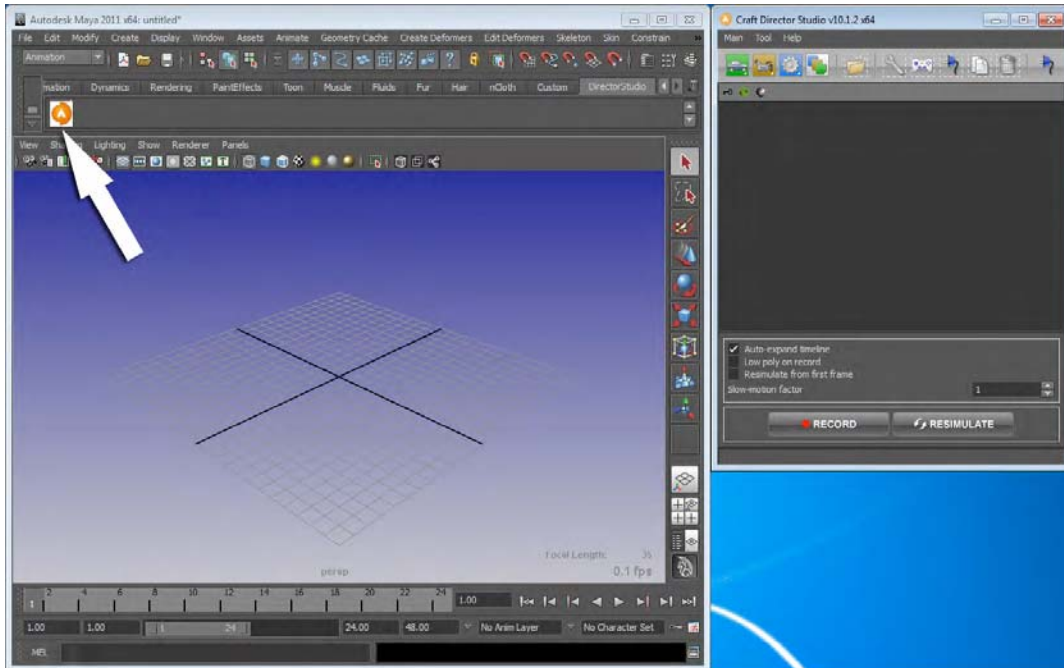 Autodesk Maya 2011 x64: untitled*
File Edit Modify Create Display Window Assets Animate Geometry Cache Create Deformers Edit Deformers Skeleton Skin Constrain
Animation
mation Dynamics Rendering PaintEffects Toon Muscle Fluids Fur Hair nCloth Custom DirectorStudio
View Lighting Show Renderer Panels
Focal Length: 35
persp 0.1 fps
2 4 6 8 10 12 14 16 18 20 22 24
1 1.00
1.00 1.00 1 24 24.00 48.00 No Anim Layer No Character Set
MEL
Craft Director Studio v10.1.2 x64
Main Tool Help
Auto-expand timeline
Low poly on record
Resimulate from first frame
Slow-motion factor 1
RECORD RESIMULATE